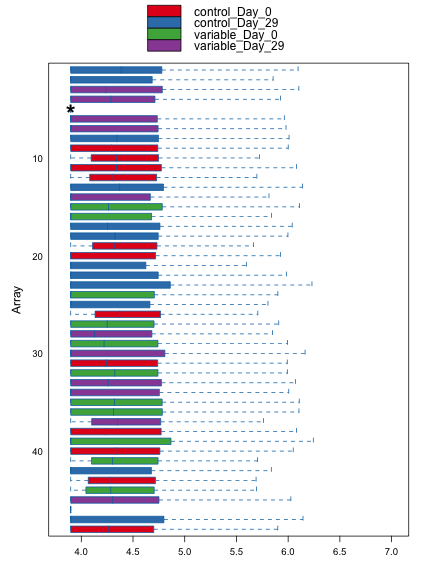 control_Day_0
control_Day_29
variable_Day_0
variable_Day_29
*
10
20
30
40
Array
4.0 4.5 5.0 5.5 6.0 6.5 7.0